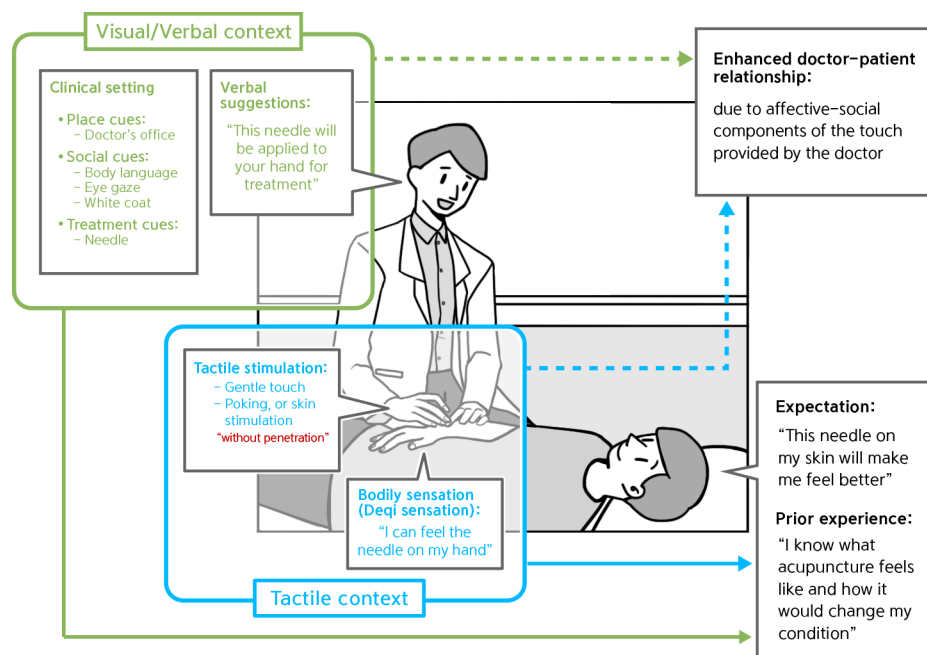 Visual/Verbal context
Clinical setting
• Place cues:
– Doctor's office
• Social cues:
– Body language
– Eye gaze
– White coat
• Treatment cues:
– Needle
Verbal
suggestions:
“This needle will
be applied to
your hand for
treatment”
Enhanced doctor-patient
relationship:
due to affective-social
components of the touch
provided by the doctor
Tactile stimulation:
– Gentle touch
– Poking, or skin
stimulation
“without penetration”
Bodily sensation
(Deqi sensation):
“I can feel the
needle on my hand”
Tactile context
Expectation:
“This needle on
my skin will make
me feel better”
Prior experience:
“I know what
acupuncture feels
like and how it
would change my
condition”